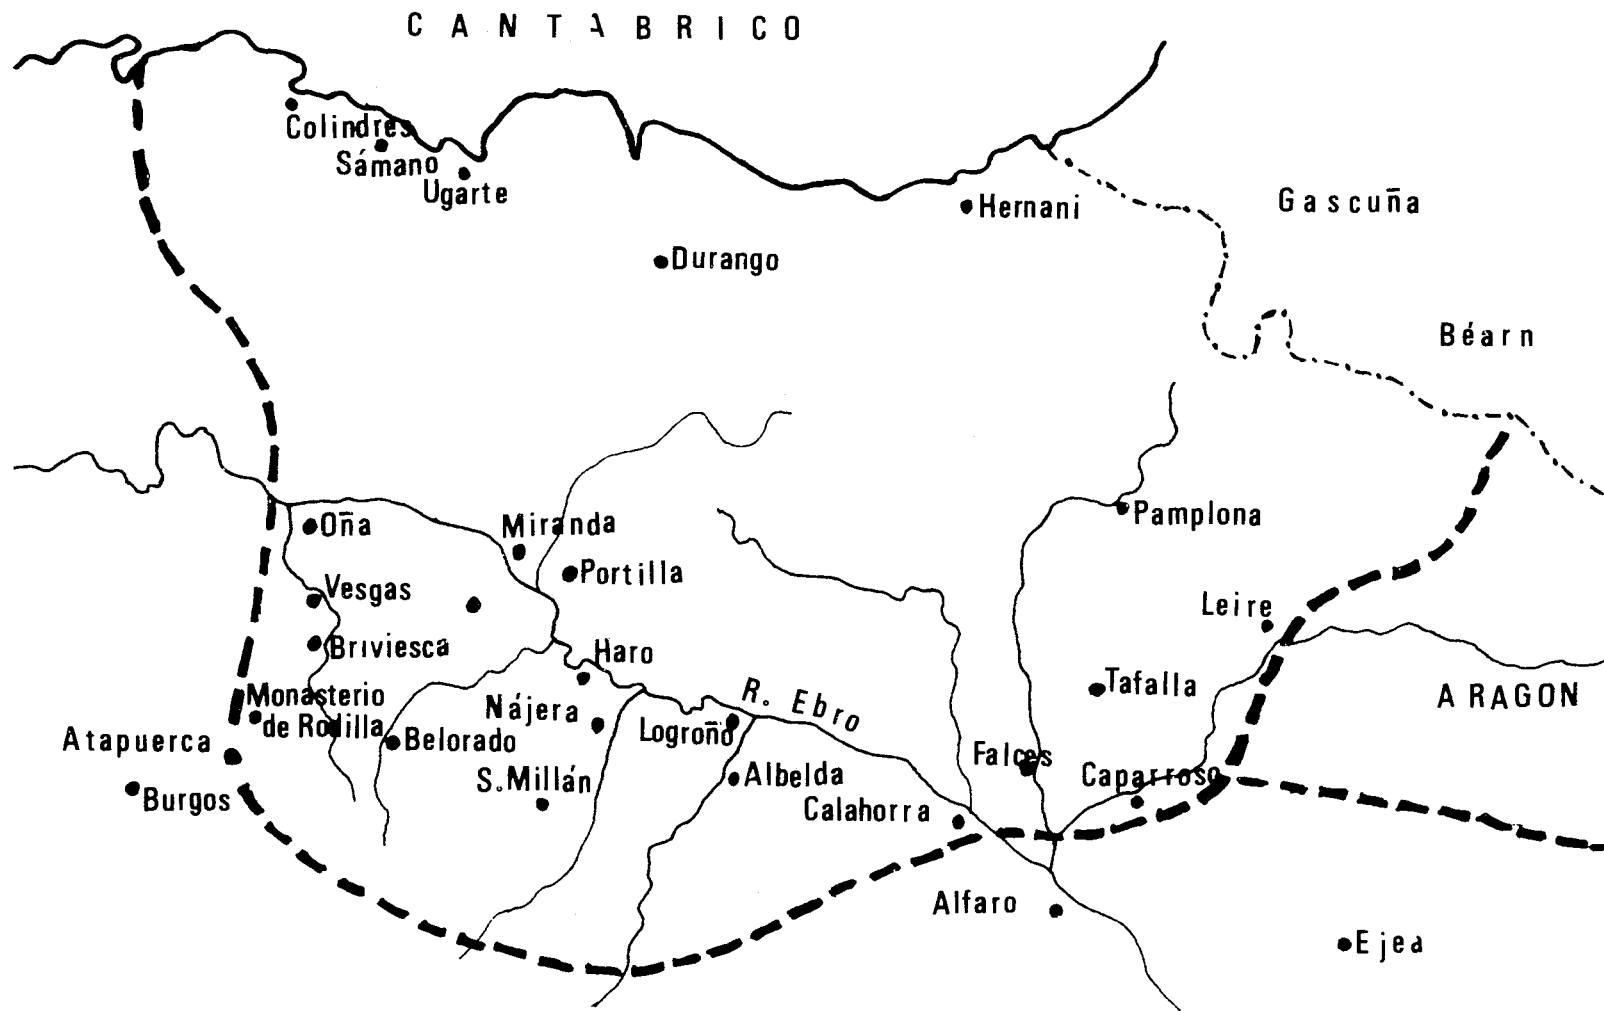 CANTABRICO
Colindres
Sámano
Ugarte
Hernani
Gascuña
Durango
Béarn
Oña
Miranda
Pamplona
Portilla
Vesgas
Leire
Briviesca
Haro
Tafalla
ARAGON
Monasterio
de Rodilla
Nájera
R. Ebro
Logroño
Atapuerca
Belorado
Falces
S. Millán
Albelda
Caparroso
Burgos
Calahorra
Alfaro
Ejea